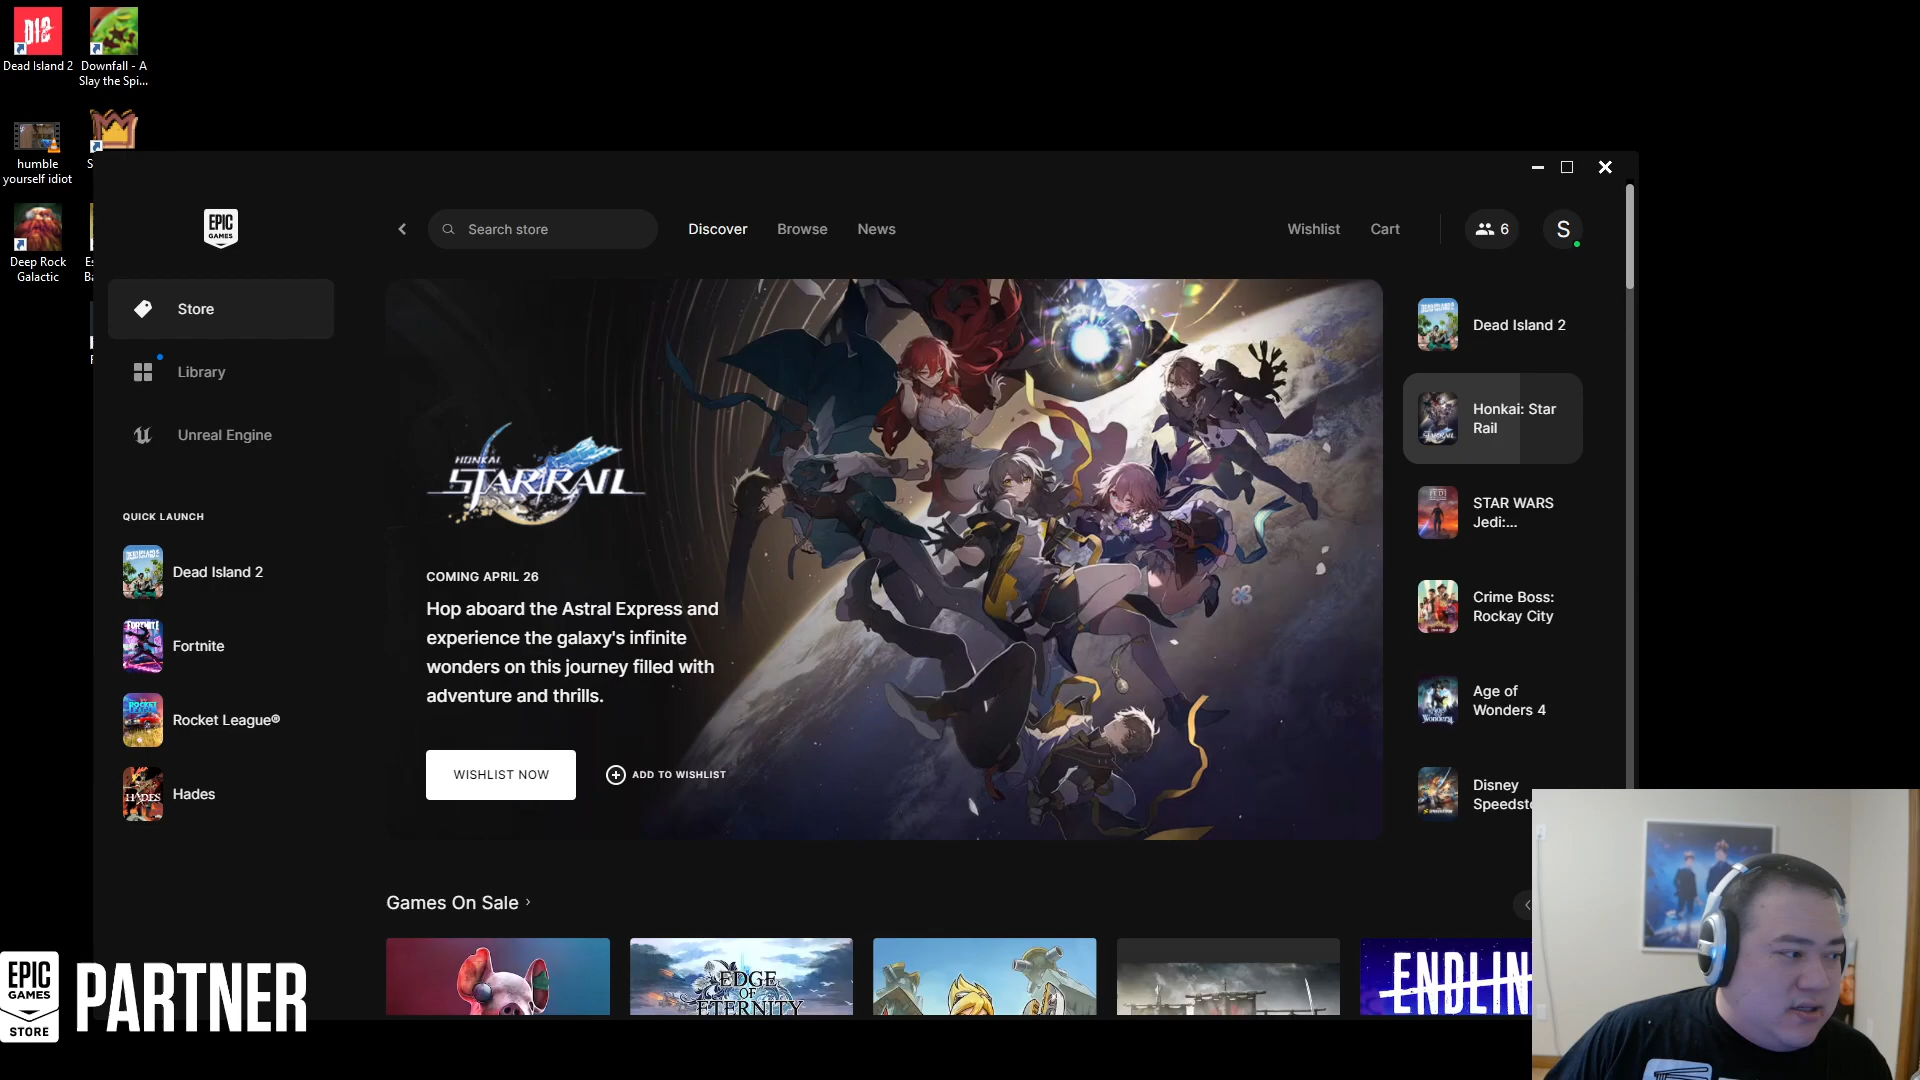 Dead Island 2
Downfall - A
Slay the Spi...
humble
yourself idiot
Deep Rock
Galactic
EPIC
GAMES
Search store
Discover
Browse
News
Wishlist
Cart
6
S
Store
Library
Unreal Engine
QUICK LAUNCH
Dead Island 2
Fortnite
Rocket League®
Hades
HONKAI
STAR RAIL
COMING APRIL 26
Hop aboard the Astral Express and
experience the galaxy's infinite
wonders on this journey filled with
adventure and thrills.
WISHLIST NOW
ADD TO WISHLIST
Dead Island 2
Honkai: Star
Rail
STAR WARS
Jedi:...
Crime Boss:
Rockay City
Age of
Wonders 4
Disney
Games On Sale
EDGE
OF
ETERNITY
EPIC
GAMES
STORE
PARTNER